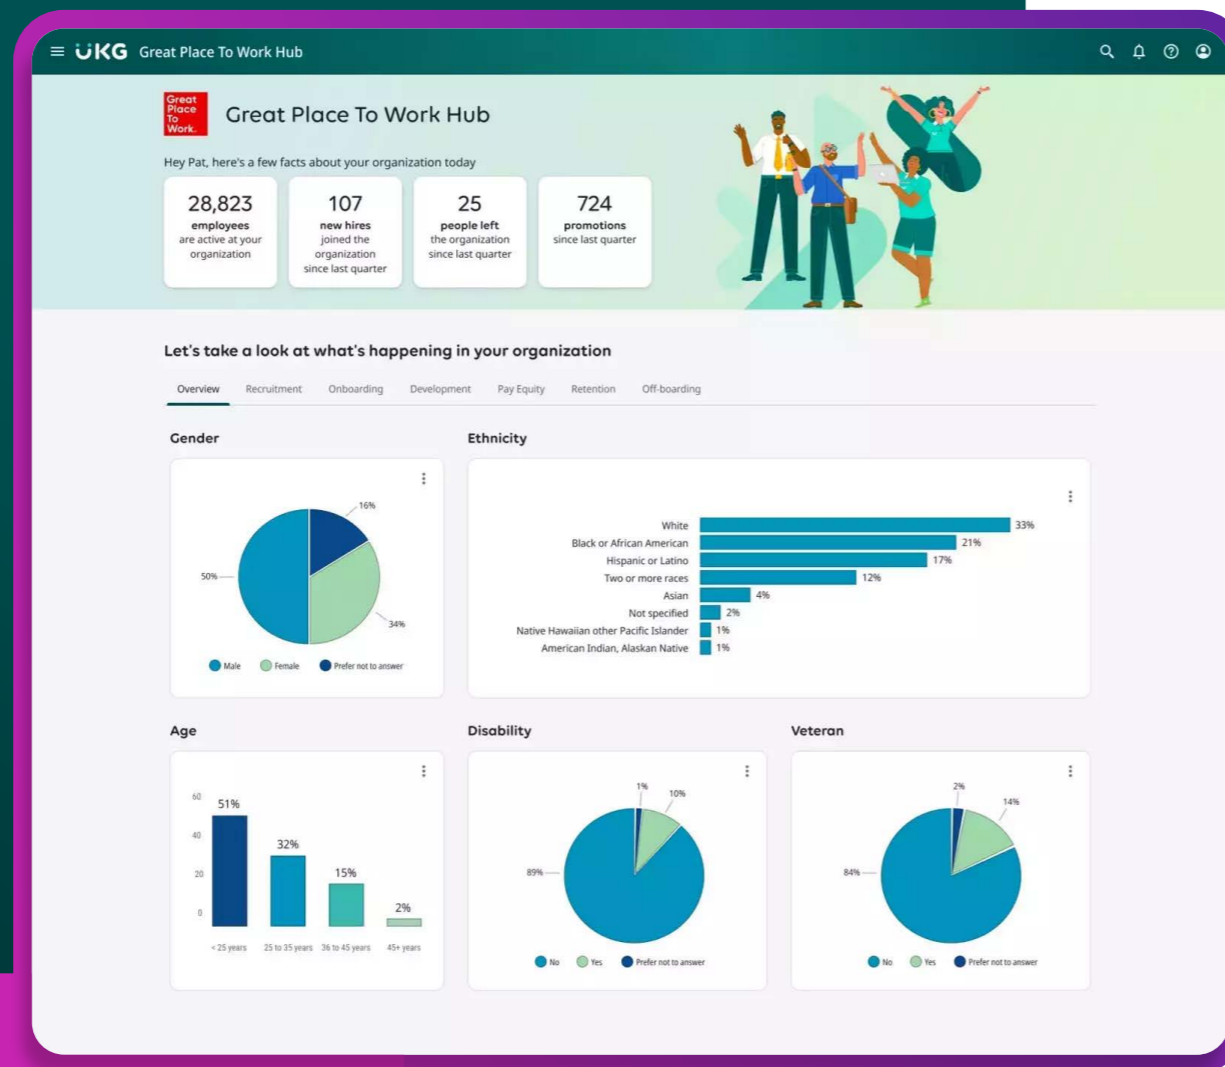 UKG Great Place To Work Hub
Great
Place
To
Work.
Great Place To Work Hub
Hey Pat, here's a few facts about your organization today
28,823
employees
are active at your
organization
107
new hires
joined the
organization
since last quarter
25
people left
the organization
since last quarter
724
promotions
since last quarter
Let's take a look at what's happening in your organization
Overview Recruitment Onboarding Development Pay Equity Retention Off-boarding
Gender
16%
50%
34%
Male Female Prefer not to answer
Ethnicity
White 33%
Black or African American 21%
Hispanic or Latino 17%
Two or more races 12%
Asian 4%
Not specified 2%
Native Hawaiian other Pacific Islander 1%
American Indian, Alaskan Native 1%
Age
60
40
20
0
51%
32%
15%
2%
< 25 years 25 to 35 years 36 to 45 years 45+ years
Disability
1%
10%
89%
No Yes Prefer not to answer
Veteran
2%
14%
84%
No Yes Prefer not to answer